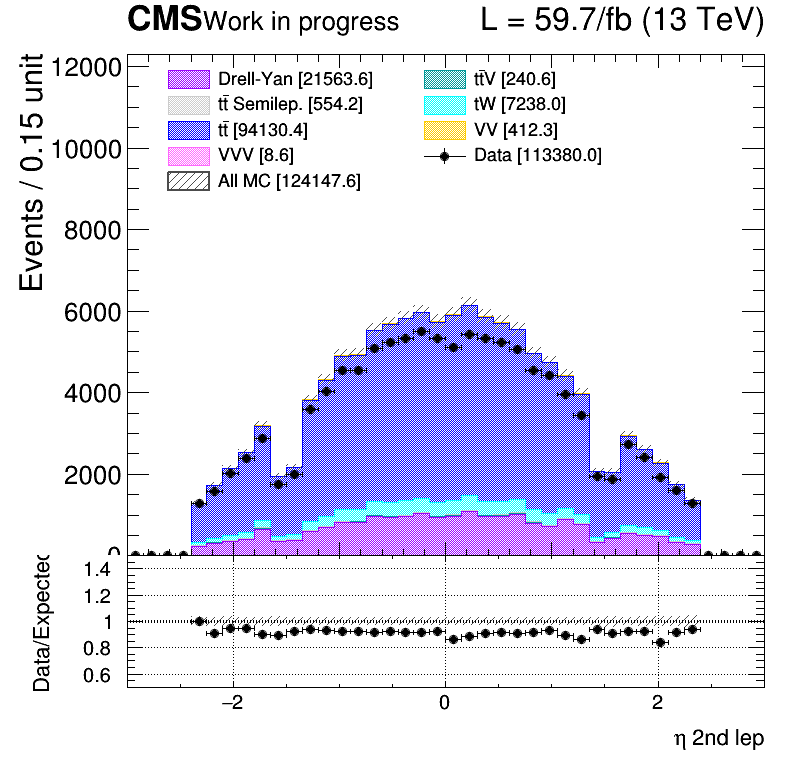 CMS Work in progress L = 59.7/fb (13 TeV)
Events / 0.15 unit
12000
10000
8000
6000
4000
2000
0
Drell-Yan [21563.6]
tt̄V [240.6]
tt̄ Semilep. [554.2]
tW [7238.0]
tt̄ [94130.4]
VV [412.3]
VVV [8.6]
Data [113380.0]
All MC [124147.6]
Data/Expected
1.4
1.2
1
0.8
0.6
−2 0 2
η 2nd lep